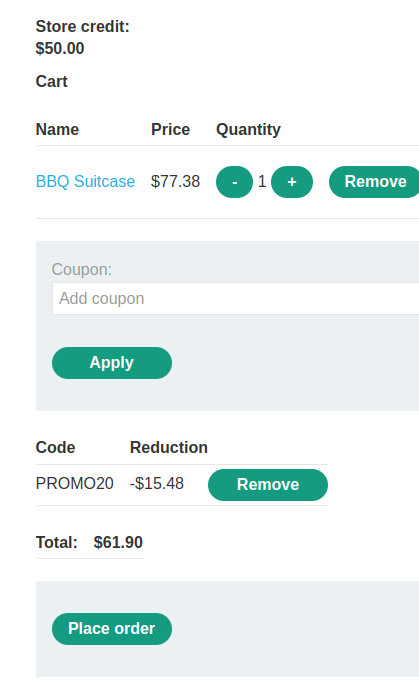 Store credit:
$50.00
Cart
Name Price Quantity
BBQ Suitcase $77.38 - 1 + Remove
Coupon:
Add coupon
Apply
Code Reduction
PROMO20 -$15.48 Remove
Total: $61.90
Place order